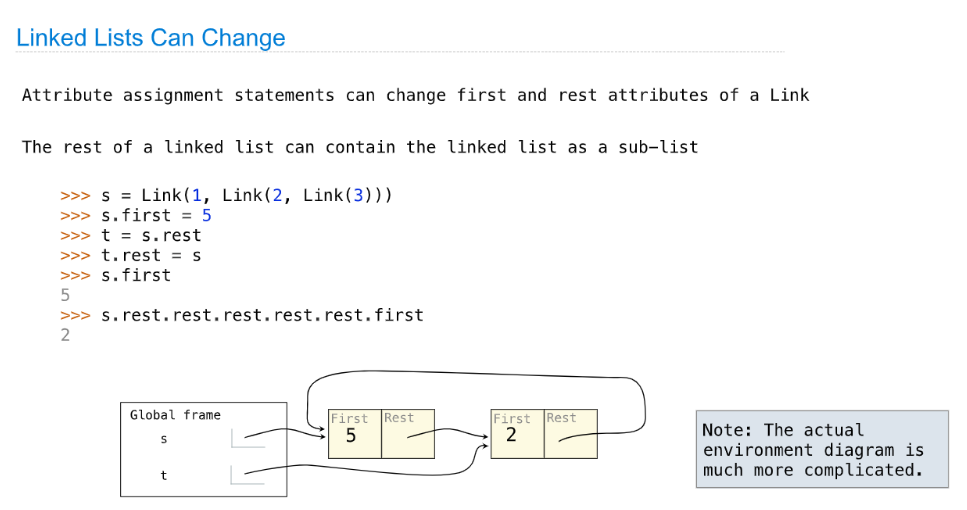 Linked Lists Can Change
Attribute assignment statements can change first and rest attributes of a Link
The rest of a linked list can contain the linked list as a sub-list
>>> s = Link(1, Link(2, Link(3)))
>>> s.first = 5
>>> t = s.rest
>>> t.rest = s
>>> s.first
5
>>> s.rest.rest.rest.rest.rest.first
2
Global frame
s
t
First Rest
5
First Rest
2
Note: The actual
environment diagram is
much more complicated.